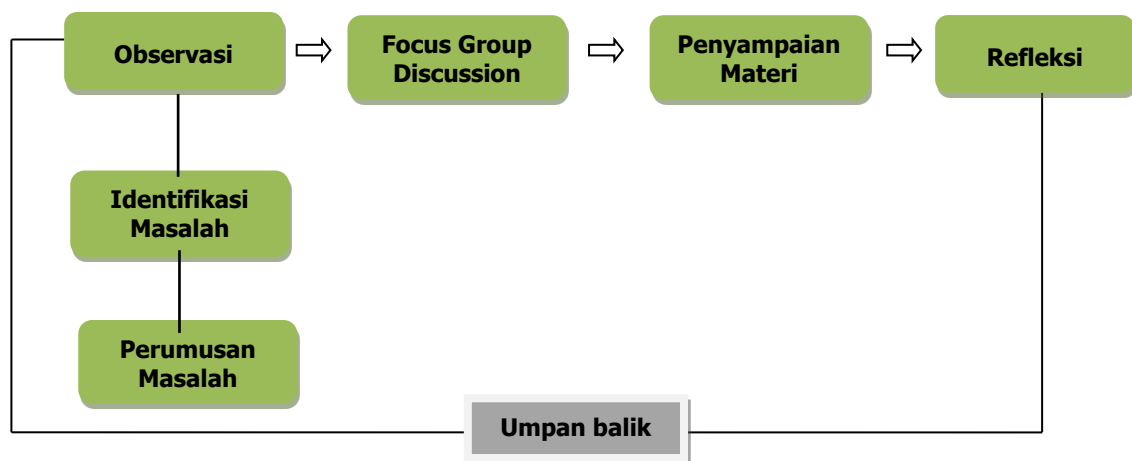 Observasi
Focus Group
Discussion
Penyampaian
Materi
Refleksi
Identifikasi
Masalah
Perumusan
Masalah
Umpan balik